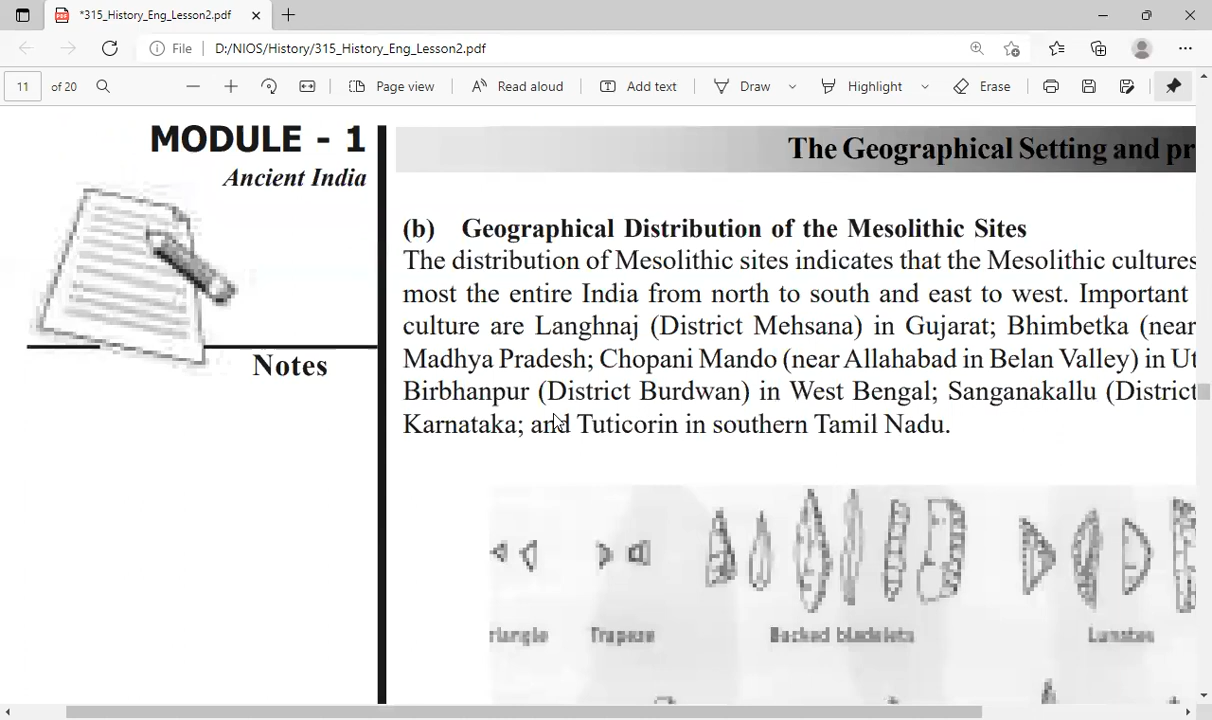 *315_History_Eng_Lesson2.pdf
File D:/NIOS/History/315_History_Eng_Lesson2.pdf
11 of 20 Page view Read aloud Add text Draw Highlight Erase
MODULE - 1
Ancient India
Notes
The Geographical Setting and pr
(b) Geographical Distribution of the Mesolithic Sites
The distribution of Mesolithic sites indicates that the Mesolithic cultures
most the entire India from north to south and east to west. Important
culture are Langhnaj (District Mehsana) in Gujarat; Bhimbetka (near
Madhya Pradesh; Chopani Mando (near Allahabad in Belan Valley) in Ut
Birbhanpur (District Burdwan) in West Bengal; Sanganakallu (District
Karnataka; and Tuticorin in southern Tamil Nadu.
riangle Trapeze Backed bladelets Lunates